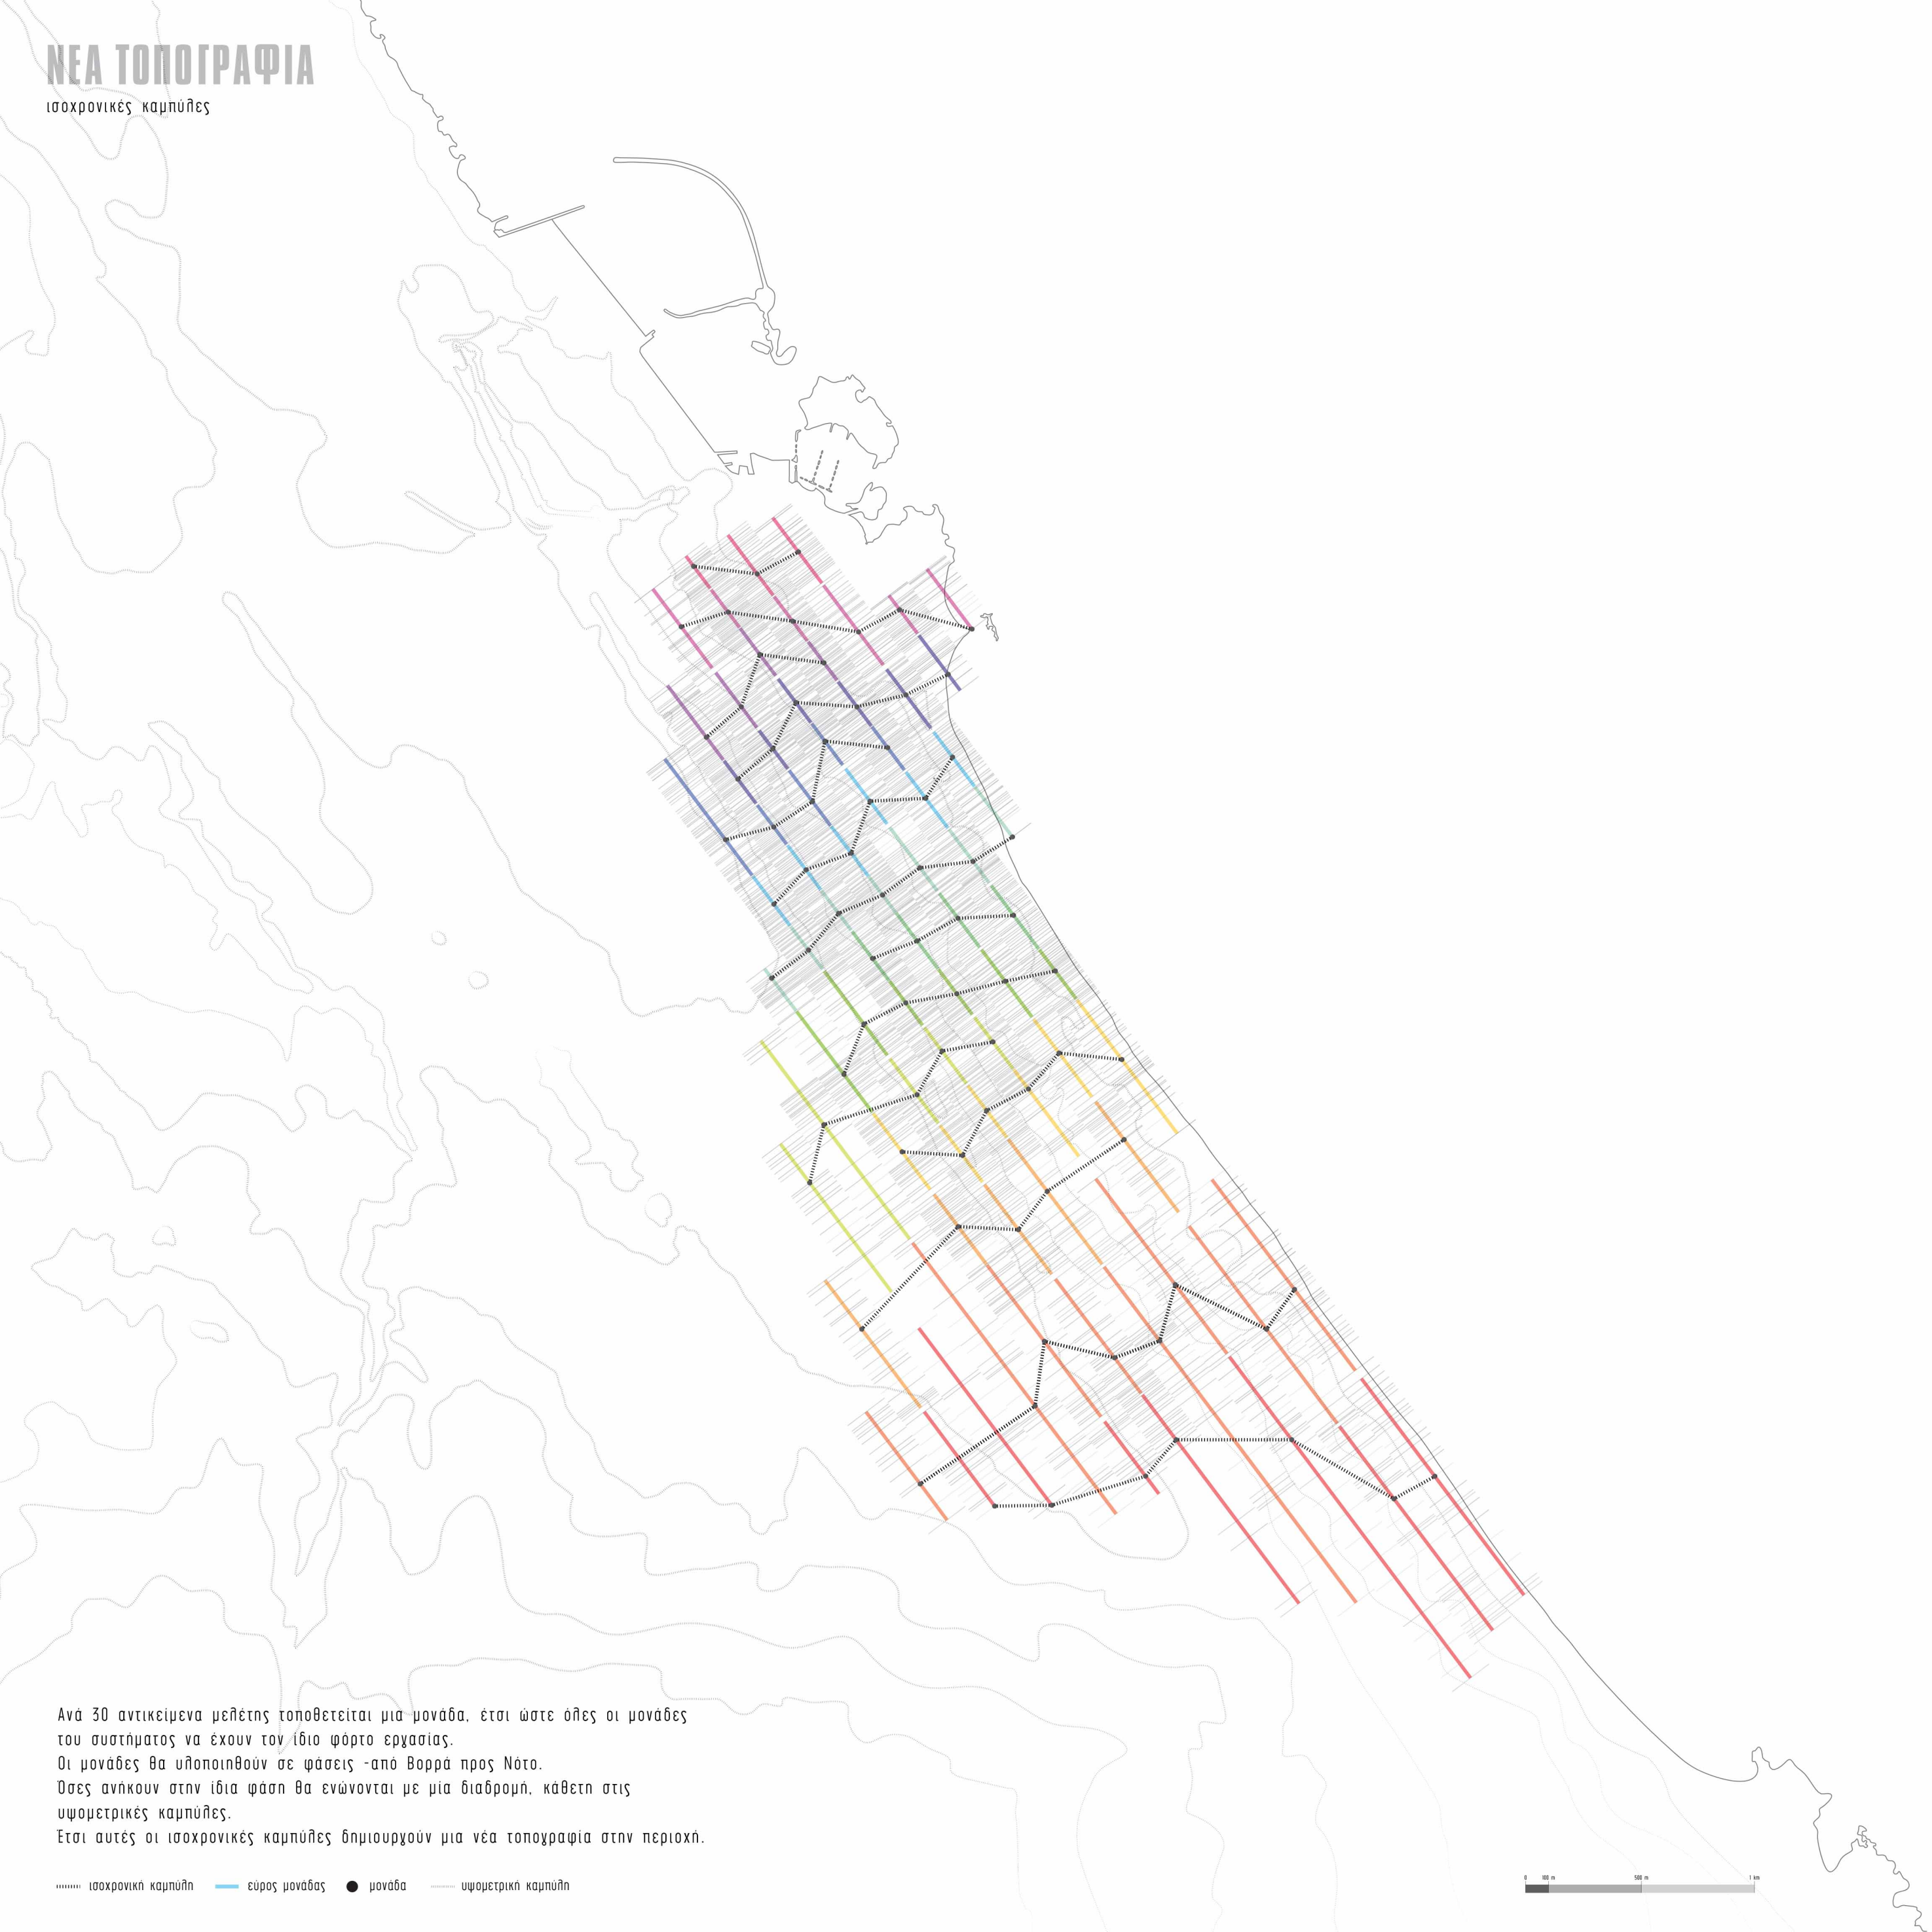 ΝΕΑ ΤΟΠΟΓΡΑΦΙΑ
ισοχρονικές καμπύλες
Ανά 30 αντικείμενα μελέτης τοποθετείται μια μονάδα, έτσι ώστε όλες οι μονάδες
του συστήματος να έχουν τον ίδιο φόρτο εργασίας.
Οι μονάδες θα υλοποιηθούν σε φάσεις -από Βορρά προς Νότο.
Όσες ανήκουν στην ίδια φάση θα ενώνονται με μία διαδρομή, κάθετη στις
υψομετρικές καμπύλες.
Έτσι αυτές οι ισοχρονικές καμπύλες δημιουργούν μια νέα τοπογραφία στην περιοχή.
ισοχρονική καμπύλη εύρος μονάδας μονάδα υψομετρική καμπύλη
0 100 m 500 m 1 km